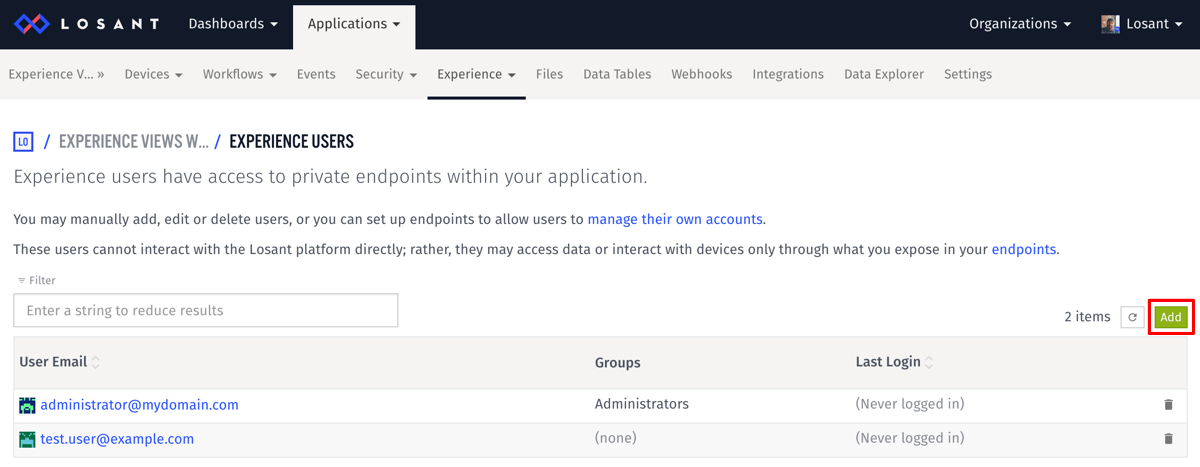 LOSANT Dashboards Applications Organizations Losant
Experience V... » Devices Workflows Events Security Experience Files Data Tables Webhooks Integrations Data Explorer Settings
LO / EXPERIENCE VIEWS W... / EXPERIENCE USERS
Experience users have access to private endpoints within your application.
You may manually add, edit or delete users, or you can set up endpoints to allow users to manage their own accounts.
These users cannot interact with the Losant platform directly; rather, they may access data or interact with devices only through what you expose in your endpoints.
Filter
Enter a string to reduce results
2 items Add
User Email Groups Last Login
administrator@mydomain.com Administrators (Never logged in)
test.user@example.com (none) (Never logged in)